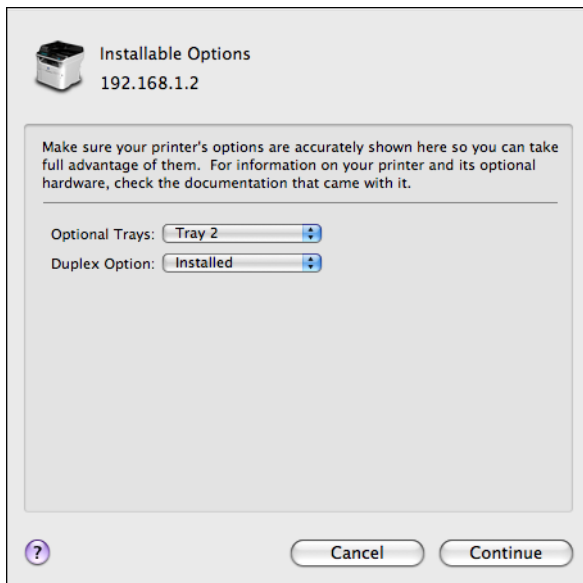 Installable Options
192.168.1.2
Make sure your printer's options are accurately shown here so you can take
full advantage of them.  For information on your printer and its optional
hardware, check the documentation that came with it.
Optional Trays: Tray 2
Duplex Option: Installed
?
Cancel
Continue